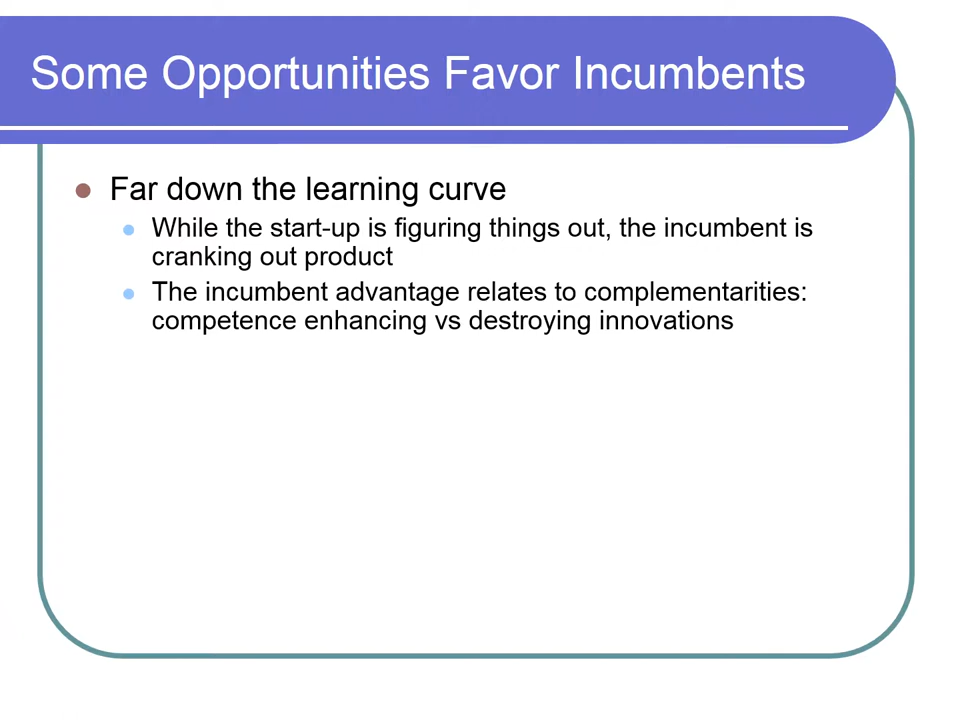 Some Opportunities Favor Incumbents
Far down the learning curve
While the start-up is figuring things out, the incumbent is
cranking out product
The incumbent advantage relates to complementarities:
competence enhancing vs destroying innovations